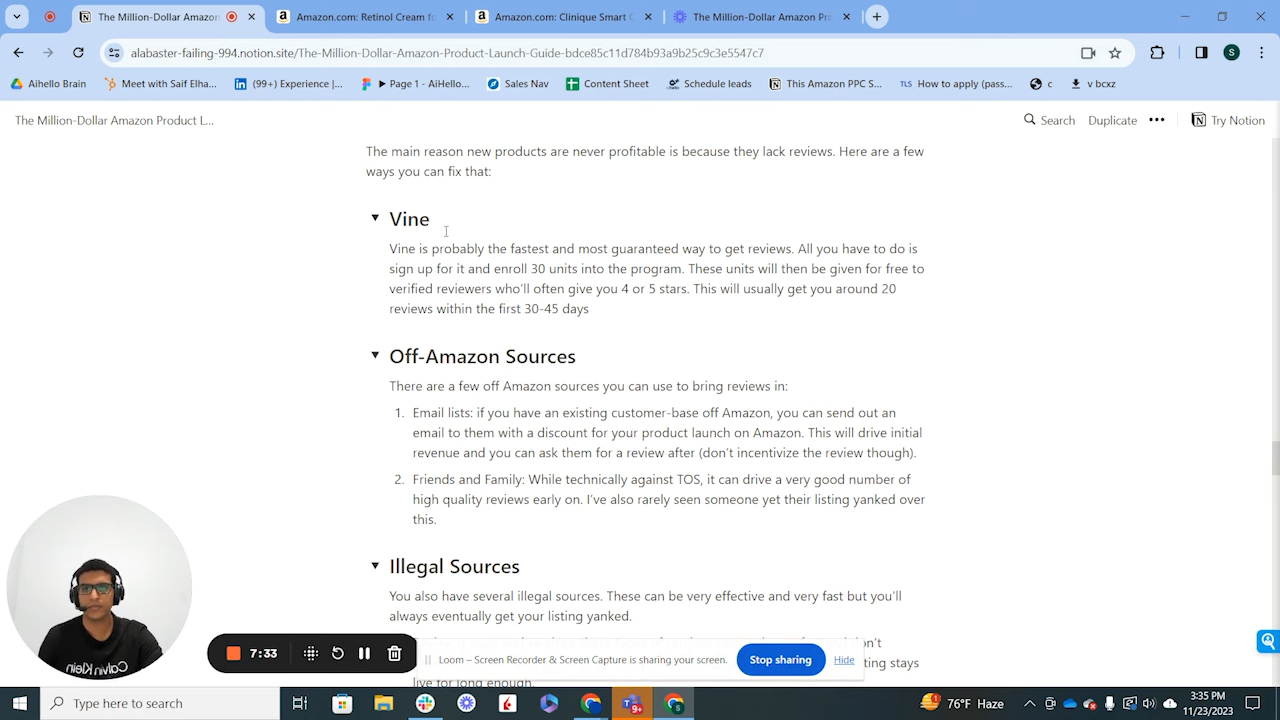 The Million-Dollar Amazon
Amazon.com: Retinol Cream fo
Amazon.com: Clinique Smart C
The Million-Dollar Amazon Pro
alabaster-failing-994.notion.site/The-Million-Dollar-Amazon-Product-Launch-Guide-bdce85c11d784b93a9b25c9c3e5547c7
S
Aihello Brain
Meet with Saif Elha...
(99+) Experience |...
▶ Page 1 - AiHello...
Sales Nav
Content Sheet
Schedule leads
This Amazon PPC S...
TLS How to apply (pass...
c
v bcxz
The Million-Dollar Amazon Product L...
Search
Duplicate
Try Notion
The main reason new products are never profitable is because they lack reviews. Here are a few
ways you can fix that:
Vine
Vine is probably the fastest and most guaranteed way to get reviews. All you have to do is
sign up for it and enroll 30 units into the program. These units will then be given for free to
verified reviewers who'll often give you 4 or 5 stars. This will usually get you around 20
reviews within the first 30-45 days
Off-Amazon Sources
There are a few off Amazon sources you can use to bring reviews in:
1. Email lists: if you have an existing customer-base off Amazon, you can send out an
email to them with a discount for your product launch on Amazon. This will drive initial
revenue and you can ask them for a review after (don't incentivize the review though).
2. Friends and Family: While technically against TOS, it can drive a very good number of
high quality reviews early on. I've also rarely seen someone yet their listing yanked over
this.
Illegal Sources
You also have several illegal sources. These can be very effective and very fast but you'll
always eventually get your listing yanked.
7:33
Loom – Screen Recorder & Screen Capture is sharing your screen.
Stop sharing
Hide
live for long enough.
Type here to search
9+
76°F Haze
3:35 PM
11/23/2023